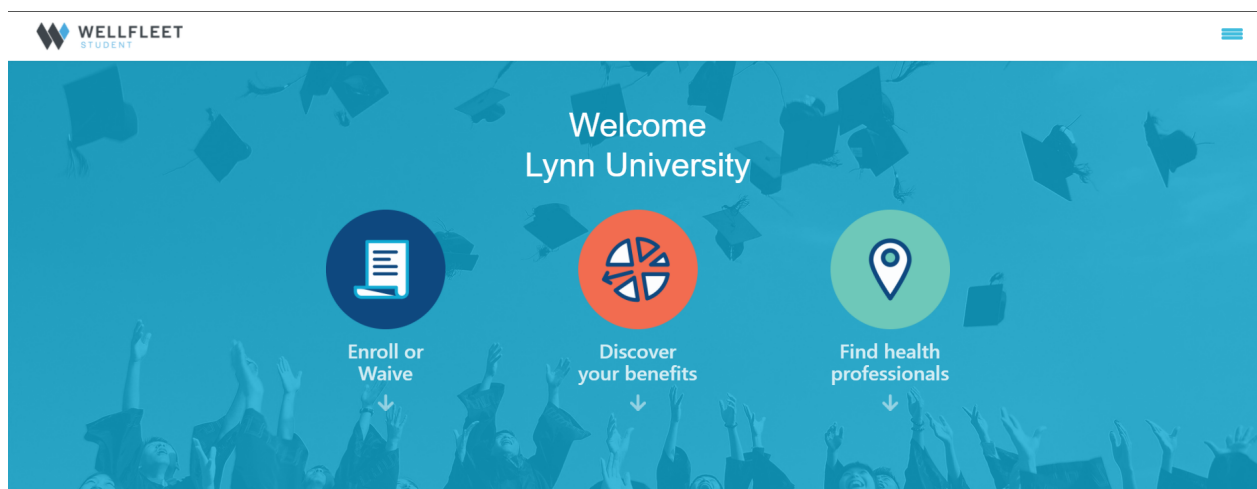 WELLFLEET
STUDENT
Welcome
Lynn University
Enroll or
Waive
Discover
your benefits
Find health
professionals